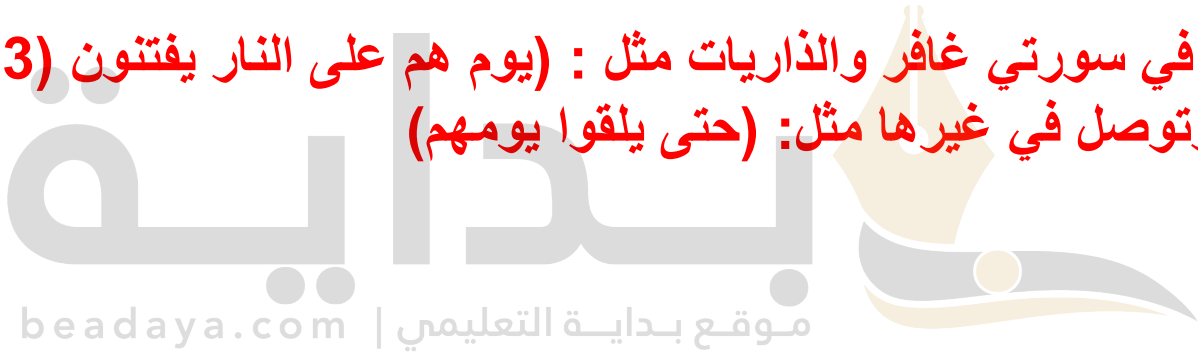 في سورتي غافر والذاريات مثل : (يوم هم على النار يفتنون (3
وتوصل في غيرها مثل: (حتى يلقوا يومهم)
بداية
beadaya.com | موقع بداية التعليمي